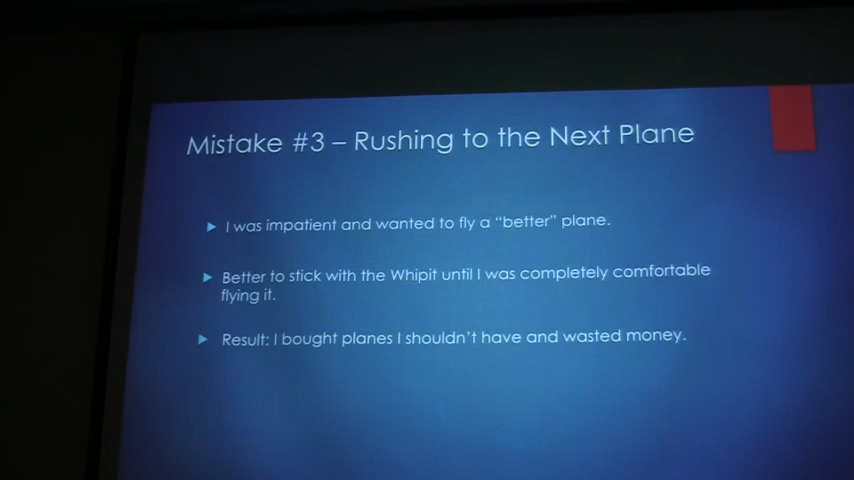 Mistake #3 – Rushing to the Next Plane
I was impatient and wanted to fly a “better” plane.
Better to stick with the Whipit until I was completely comfortable
flying it.
Result: I bought planes I shouldn’t have and wasted money.